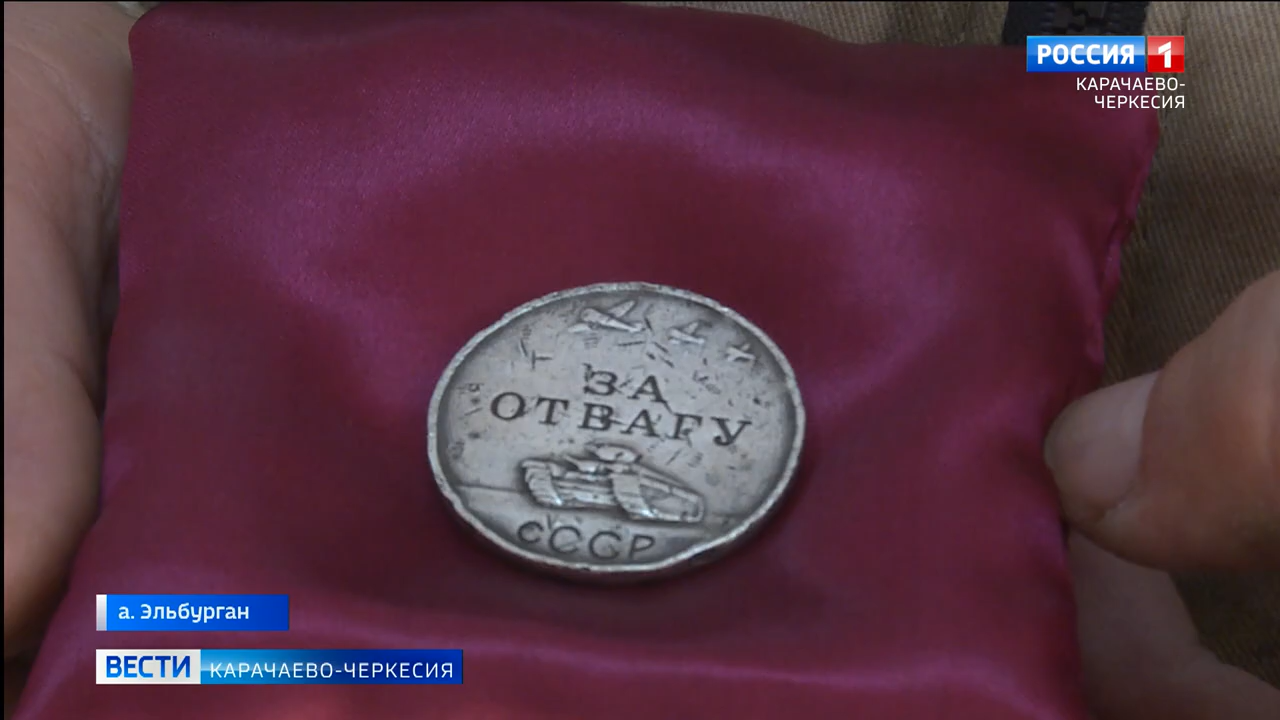 РОССИЯ 1
КАРАЧАЕВО-
ЧЕРКЕСИЯ
ЗА
ОТВАГУ
СССР
а. Эльбурган
ВЕСТИ КАРАЧАЕВО-ЧЕРКЕСИЯ